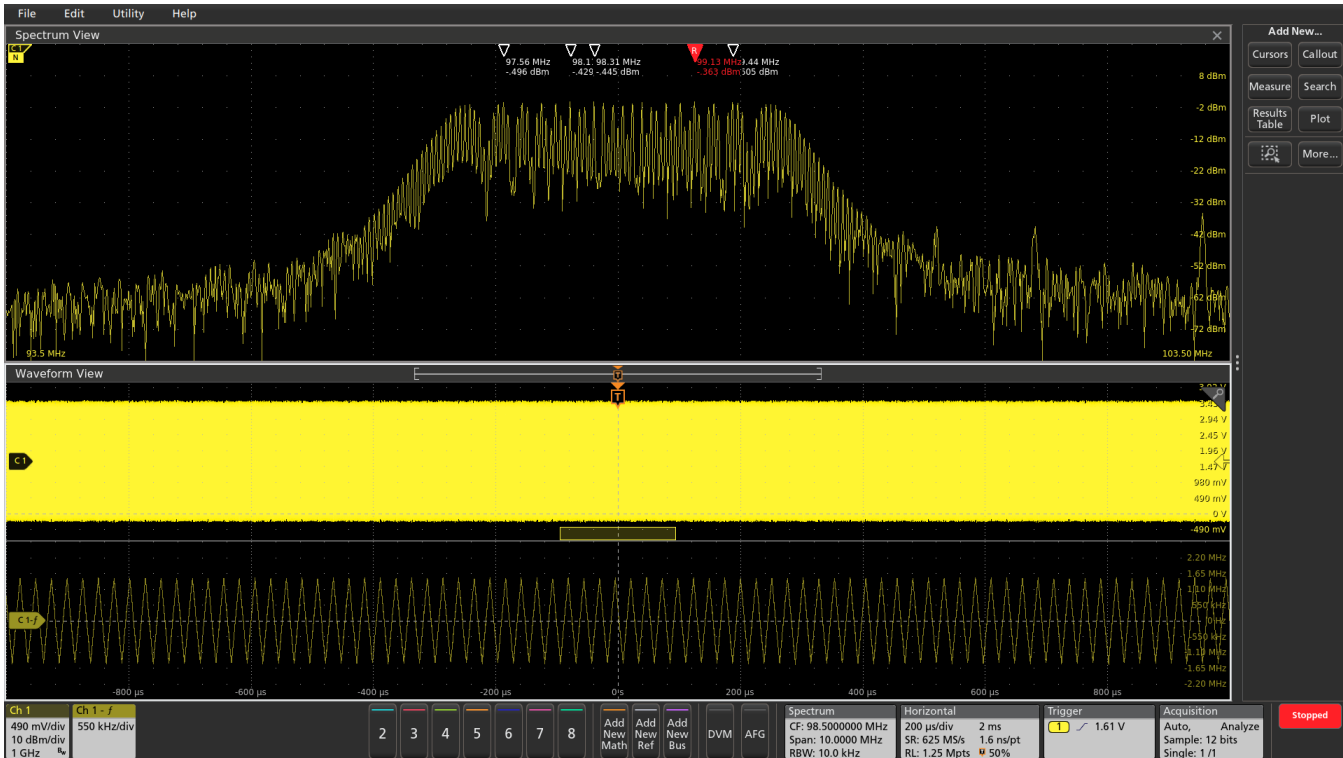 File Edit Utility Help
Spectrum View
C 1
N
R
97.56 MHz 98.1 98.31 MHz 99.13 MHz .44 MHz
-.496 dBm -.429 -.445 dBm -.363 dBm 505 dBm
8 dBm
-2 dBm
-12 dBm
-22 dBm
-32 dBm
-42 dBm
-52 dBm
-62 dBm
-72 dBm
93.5 MHz 103.50 MHz
Waveform View
T
T
2.94 V
2.45 V
C 1
1.96 V
1.47 V
980 mV
490 mV
0 V
-490 mV
2.20 MHz
1.65 MHz
1.10 MHz
550 kHz
C 1-f
0 Hz
-550 kHz
-1.10 MHz
-1.65 MHz
-2.20 MHz
-800 µs -600 µs -400 µs -200 µs 0 s 200 µs 400 µs 600 µs 800 µs
Add New...
Cursors Callout
Measure Search
Results Table Plot
More...
Ch 1
490 mV/div
10 dBm/div
1 GHz Bw
Ch 1 - f
550 kHz/div
2 3 4 5 6 7 8
Add New Math
Add New Ref
Add New Bus
DVM AFG
Spectrum
CF: 98.5000000 MHz
Span: 10.0000 MHz
RBW: 10.0 kHz
Horizontal
200 µs/div 2 ms
SR: 625 MS/s 1.6 ns/pt
RL: 1.25 Mpts 50%
Trigger
1 1.61 V
Acquisition
Auto, Analyze
Sample: 12 bits
Single: 1 /1
Stopped